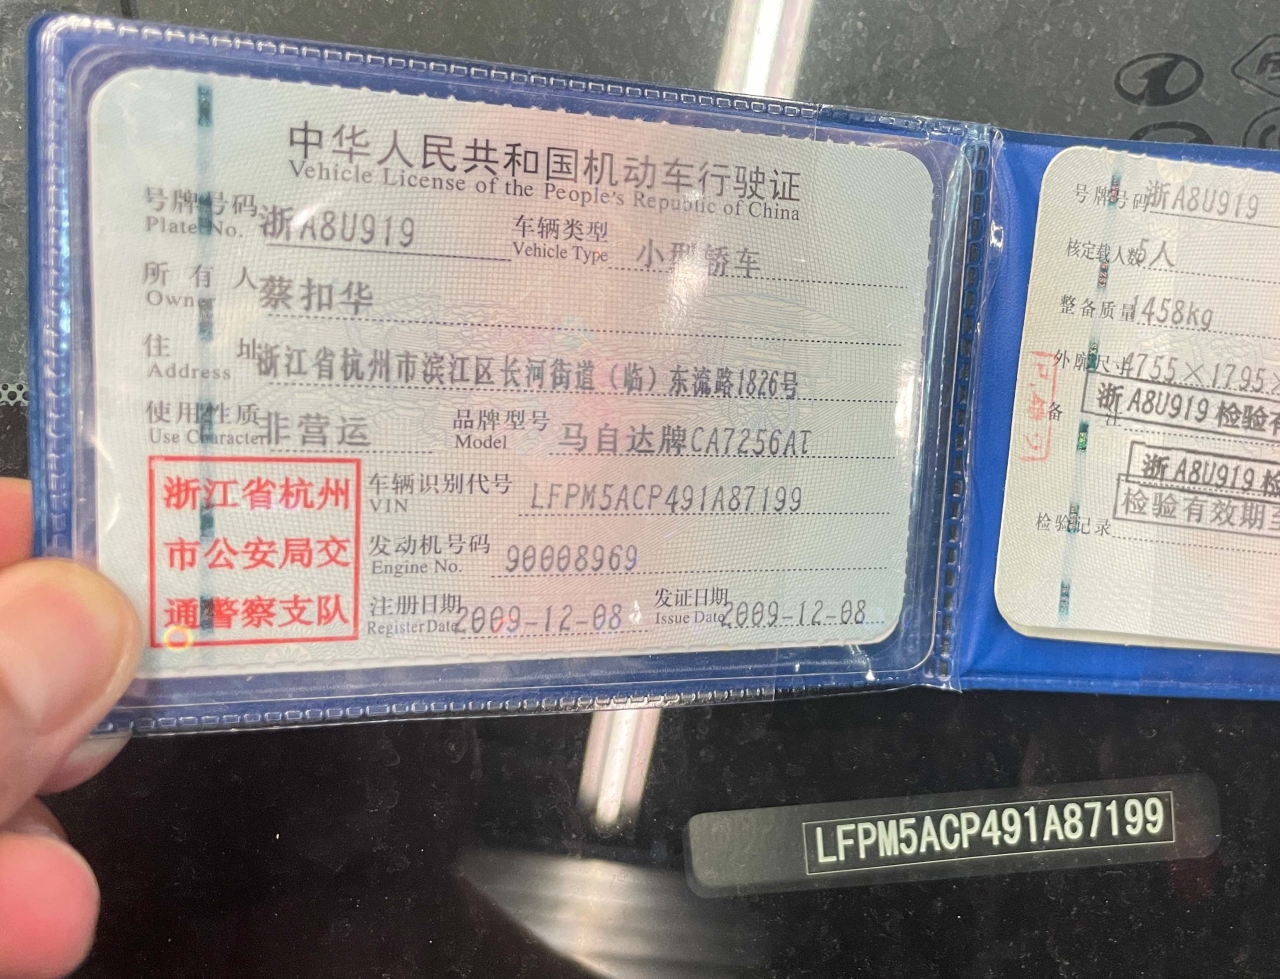 中华人民共和国机动车行驶证
Vehicle License of the People's Republic of China
号牌号码 浙A8U919 车辆类型 小型轿车
Plate No. Vehicle Type
所有人 蔡扣华
Owner
住址 浙江省杭州市滨江区长河街道（临）东流路1826号
Address
使用性质 非营运 品牌型号 马自达牌CA7256AT
Use Character Model
浙江省杭州
市公安局交
通警察支队
车辆识别代号 LFPM5ACP491A87199
VIN
发动机号码 90008969
Engine No.
注册日期 2009-12-08 发证日期 2009-12-08
Register Date Issue Date
号牌号码 浙A8U919
核定载人数 5人
整备质量 1458kg
外廓尺寸 4755×1795×
备注
浙A8U919检验有
浙A8U919检
检验有效期至
检验记录
LFPM5ACP491A87199